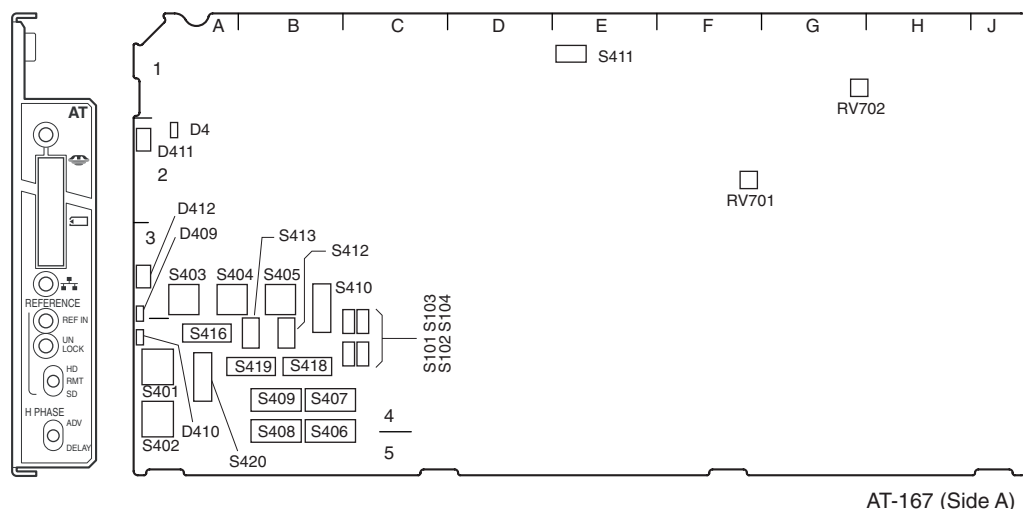 A B C D E F G H J
1
S411
RV702
AT
D4
D411
2
RV701
D412
3
D409
S413
S412
S403 S404 S405
S410
REFERENCE
REF IN
UN
LOCK
S416
S101 S103
S102 S104
S419 S418
HD
RMT
SD
S401
S409 S407
H PHASE
ADV
DELAY
S402
D410
S408 S406
4
5
S420
AT-167 (Side A)